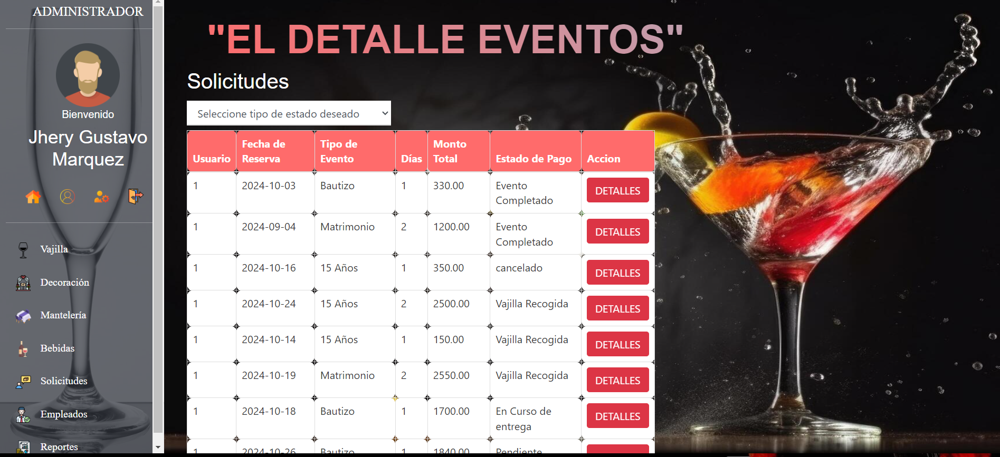 ADMINISTRADOR
Bienvenido
Jhery Gustavo
Marquez
Vajilla
Decoración
Mantelería
Bebidas
Solicitudes
Empleados
Reportes
"EL DETALLE EVENTOS"
Solicitudes
Seleccione tipo de estado deseado
Usuario Fecha de Reserva Tipo de Evento Días Monto Total Estado de Pago Accion
1 2024-10-03 Bautizo 1 330.00 Evento Completado DETALLES
1 2024-09-04 Matrimonio 2 1200.00 Evento Completado DETALLES
1 2024-10-16 15 Años 1 350.00 cancelado DETALLES
1 2024-10-24 15 Años 2 2500.00 Vajilla Recogida DETALLES
1 2024-10-14 15 Años 1 150.00 Vajilla Recogida DETALLES
1 2024-10-19 Matrimonio 2 2550.00 Vajilla Recogida DETALLES
1 2024-10-18 Bautizo 1 1700.00 En Curso de entrega DETALLES
1 2024-10-26 Bautizo 1 1840.00 Pendiente